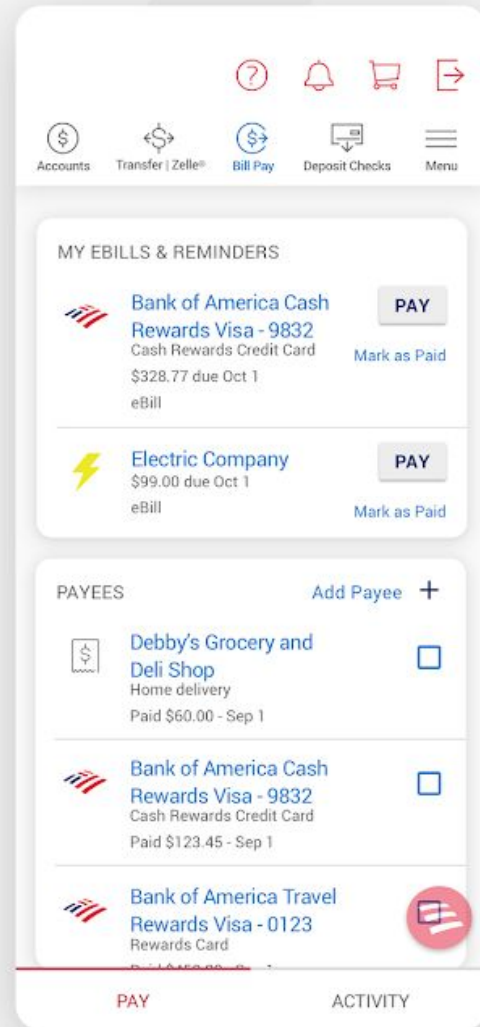 Accounts
Transfer | Zelle®
Bill Pay
Deposit Checks
Menu
MY EBILLS & REMINDERS
Bank of America Cash
Rewards Visa - 9832
Cash Rewards Credit Card
$328.77 due Oct 1
eBill
PAY
Mark as Paid
Electric Company
$99.00 due Oct 1
eBill
PAY
Mark as Paid
PAYEES
Add Payee +
Debby's Grocery and
Deli Shop
Home delivery
Paid $60.00 - Sep 1
Bank of America Cash
Rewards Visa - 9832
Cash Rewards Credit Card
Paid $123.45 - Sep 1
Bank of America Travel
Rewards Visa - 0123
Rewards Card
PAY
ACTIVITY